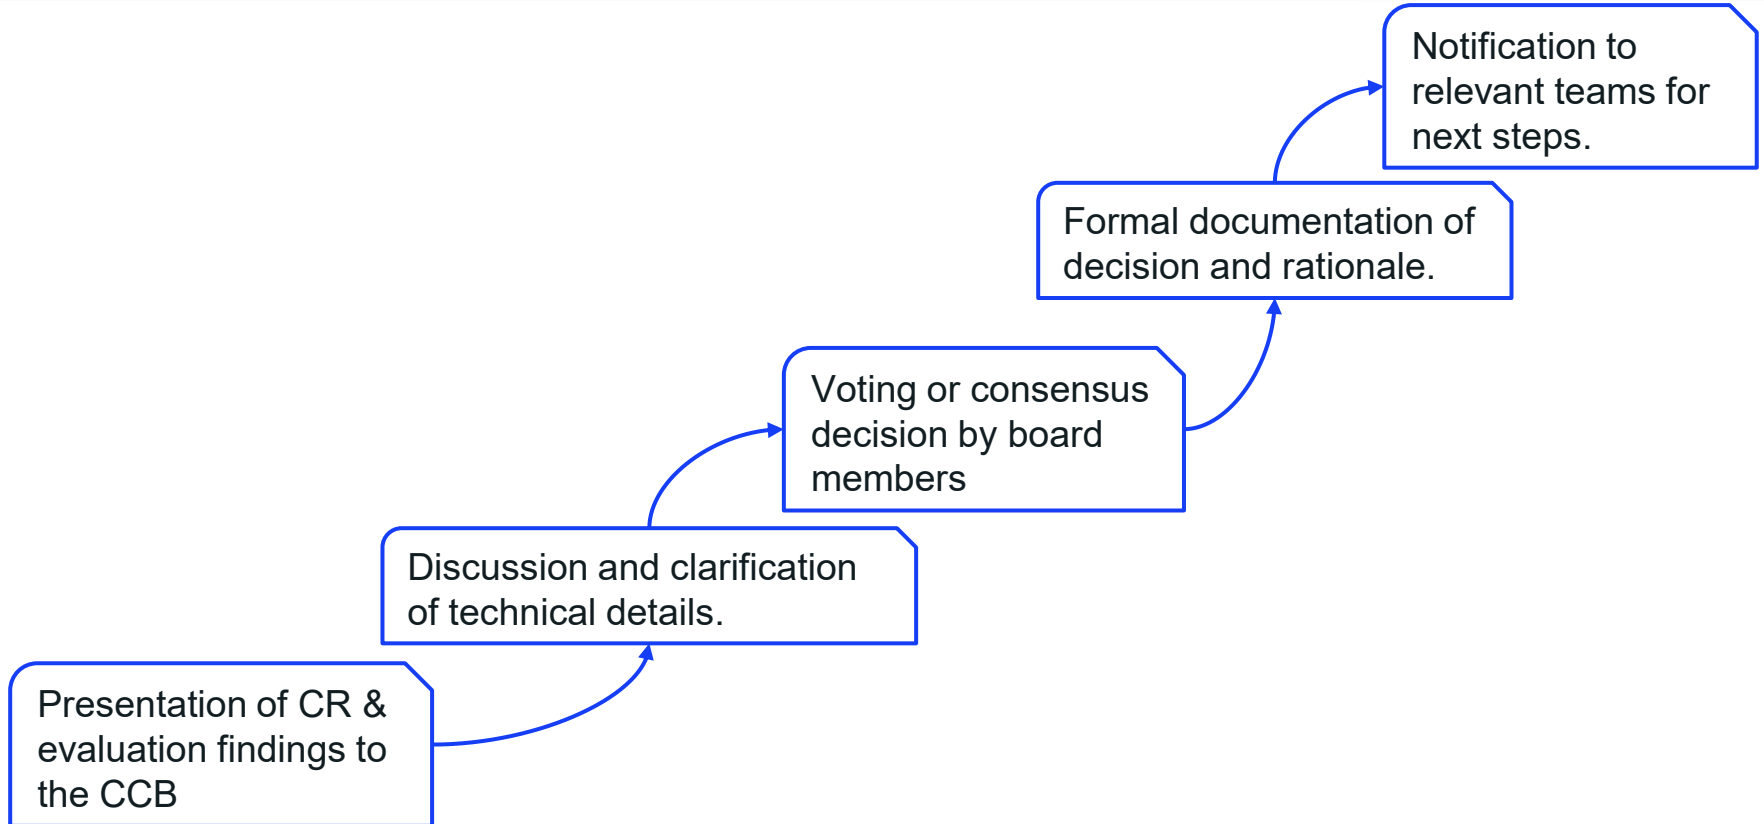 Notification to
relevant teams for
next steps.
Formal documentation of
decision and rationale.
Voting or consensus
decision by board
members
Discussion and clarification
of technical details.
Presentation of CR &
evaluation findings to
the CCB